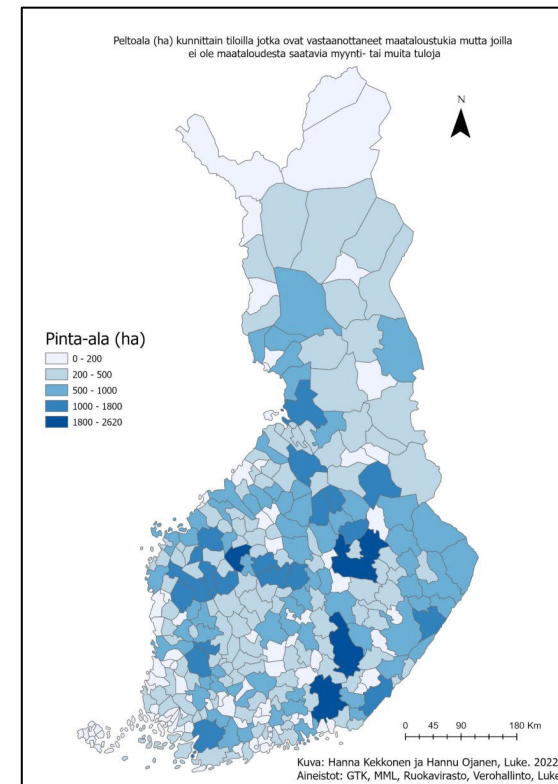 Peltoala (ha) kunnittain tiloilla jotka ovat vastaanottaneet maataloustukia mutta joilla
ei ole maataloudesta saatavia myynti- tai muita tuloja
N
Pinta-ala (ha)
0 - 200
200 - 500
500 - 1000
1000 - 1800
1800 - 2620
0 45 90 180 Km
Kuva: Hanna Kekkonen ja Hannu Ojanen, Luke. 2022
Aineistot: GTK, MML, Ruokavirasto, Verohallinto, Luke